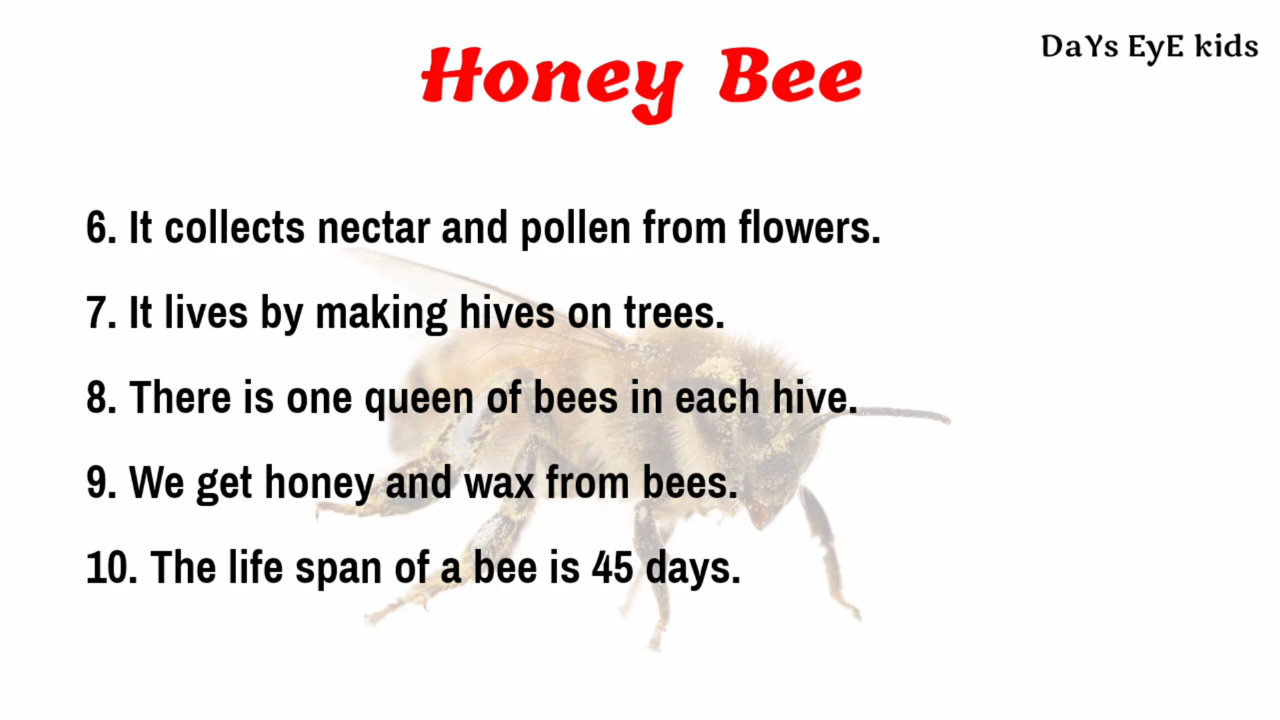 DaYs EyE kids
Honey Bee
6. It collects nectar and pollen from flowers.
7. It lives by making hives on trees.
8. There is one queen of bees in each hive.
9. We get honey and wax from bees.
10. The life span of a bee is 45 days.